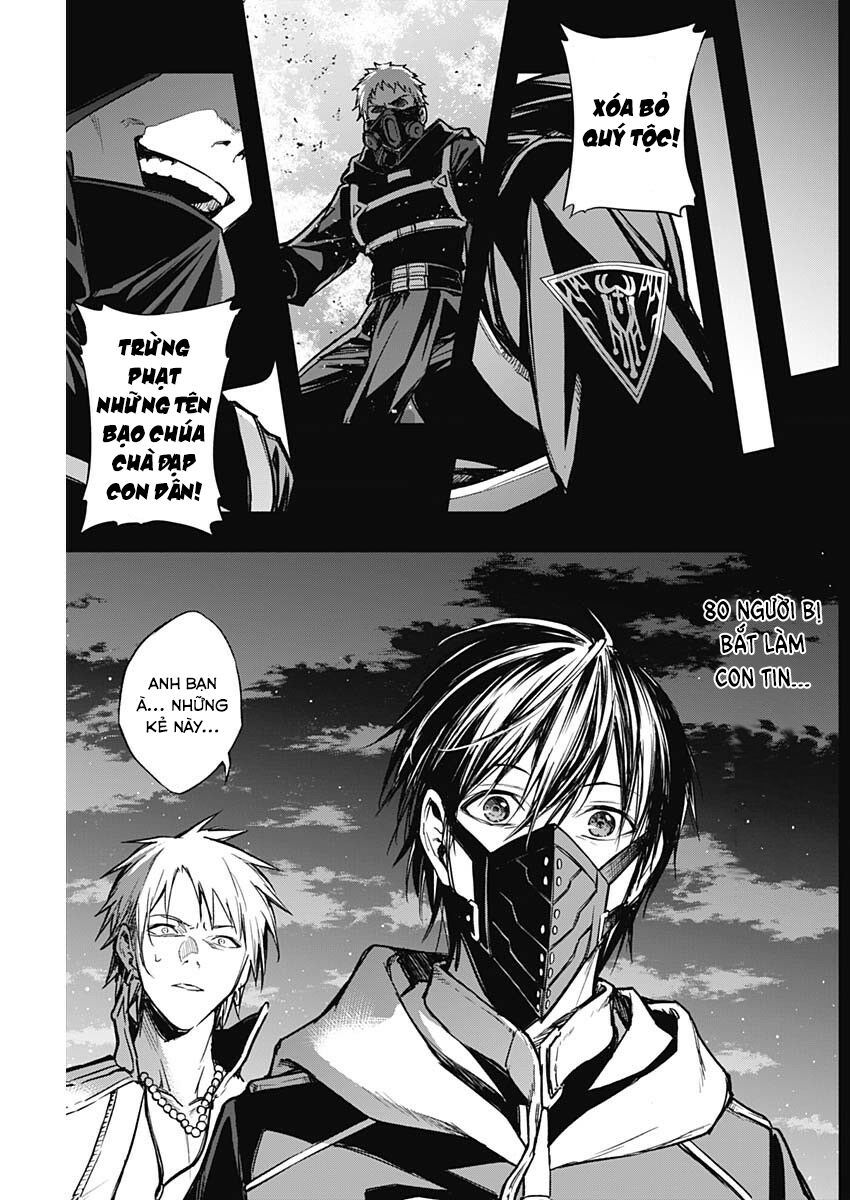 XÓA BỎ
QUÝ TỘC!
TRỪNG
PHẠT
NHỮNG TÊN
BẠO CHÚA
CHÀ ĐẠP
CON DÂN!
80 NGƯỜI BỊ
BẮT LÀM
CON TIN...
ANH BẠN
À... NHỮNG
KẺ NÀY...